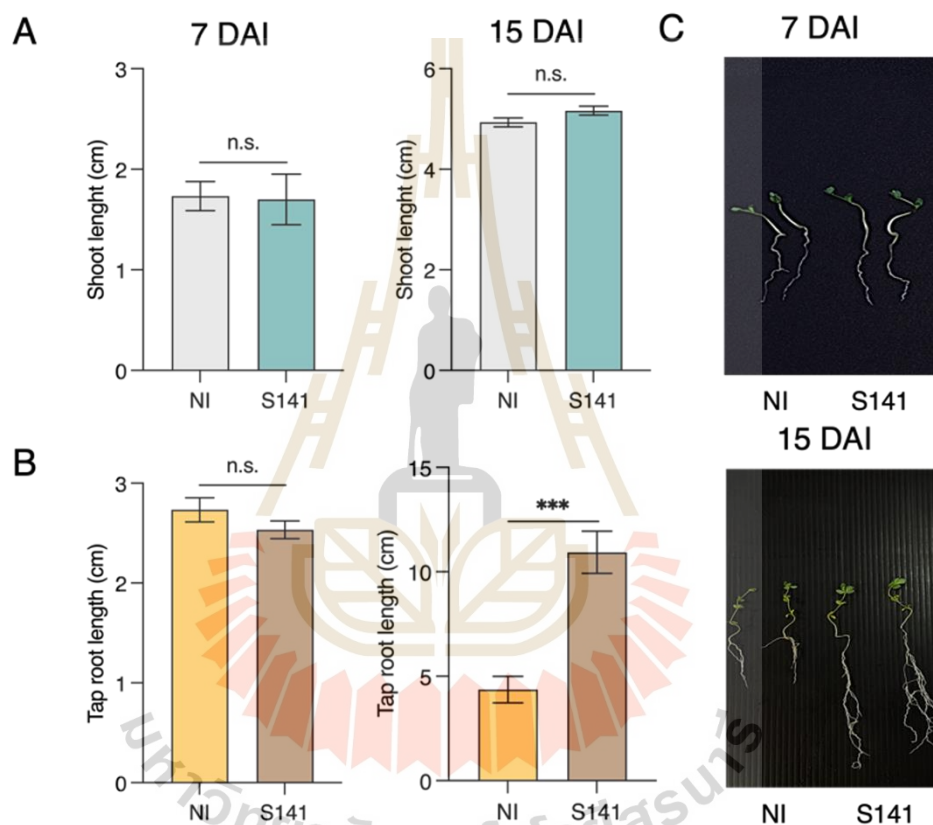 A
7 DAI
15 DAI
C
7 DAI
Shoot lenght (cm)
3
2
1
0
n.s.
NI
S141
Shoot lenght (cm)
6
4
2
0
n.s.
NI
S141
NI
S141
15 DAI
B
Tap root length (cm)
3
2
1
0
n.s.
NI
S141
Tap root length (cm)
15
10
5
0
***
NI
S141
NI
S141